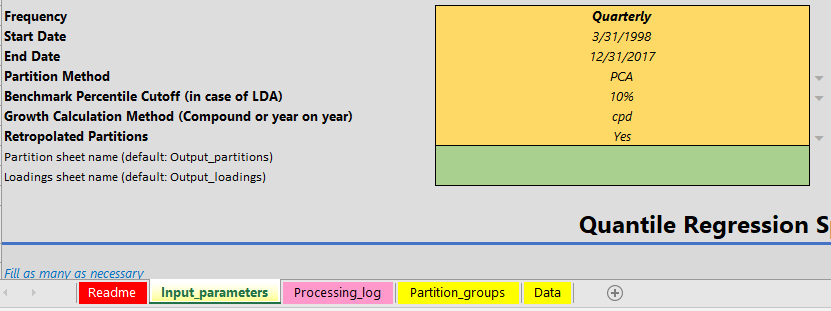 Frequency Quarterly
Start Date 3/31/1998
End Date 12/31/2017
Partition Method PCA
Benchmark Percentile Cutoff (in case of LDA) 10%
Growth Calculation Method (Compound or year on year) cpd
Retropolated Partitions Yes
Partition sheet name (default: Output_partitions)
Loadings sheet name (default: Output_loadings)
Quantile Regression Sp
Fill as many as necessary
Readme Input_parameters Processing_log Partition_groups Data